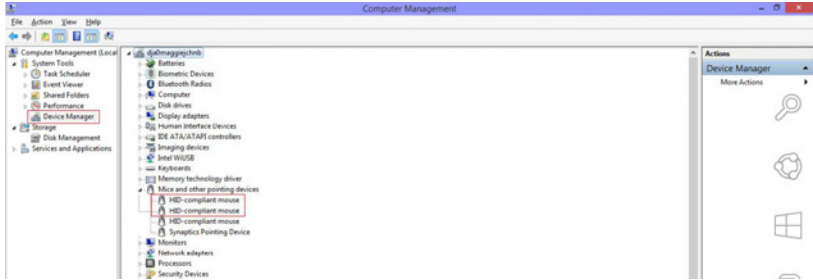 Computer Management
File Action View Help
Computer Management (Local
System Tools
Task Scheduler
Event Viewer
Shared Folders
Performance
Device Manager
Storage
Disk Management
Services and Applications
dja0maggiejchnb
Batteries
Biometric Devices
Bluetooth Radios
Computer
Disk drives
Display adapters
Human Interface Devices
IDE ATA/ATAPI controllers
Imaging devices
Intel WiUSB
Keyboards
Memory technology driver
Mice and other pointing devices
HID-compliant mouse
HID-compliant mouse
HID-compliant mouse
Synaptics Pointing Device
Monitors
Network adapters
Processors
Security Devices
Actions
Device Manager
More Actions